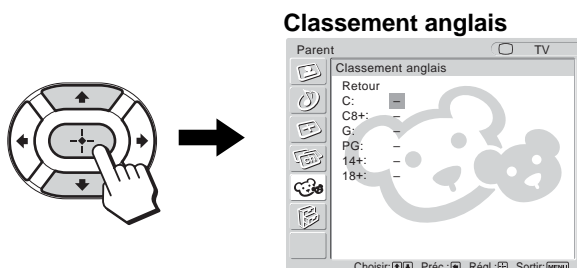 Classement anglais
Parent TV
Classement anglais
Retour
C: –
C8+: –
G: –
PG: –
14+: –
18+: –
Choisir: Préc.: Régl.: Sortir: MENU